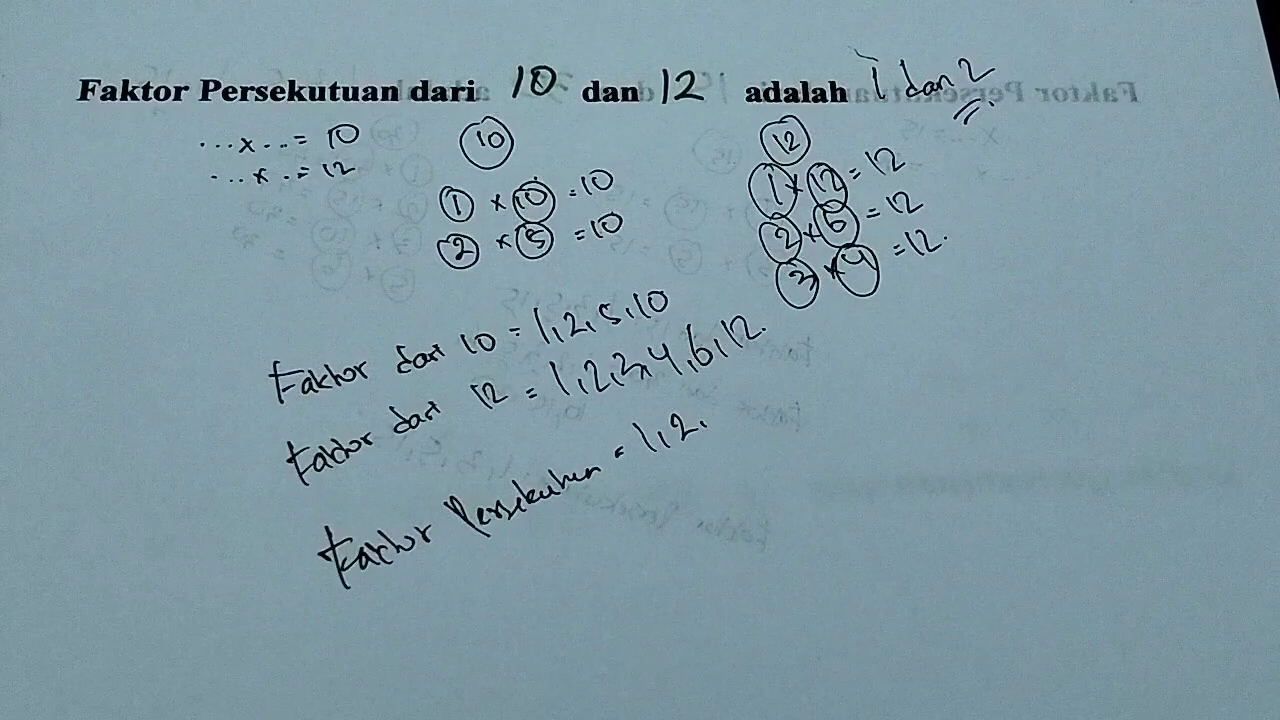 Faktor Persekutuan dari 10 dan 12 adalah 1 dan 2
...x..= 10
...x.= 12
10
1 x 10 = 10
2 x 5 = 10
12
1 x 12 = 12
2 x 6 = 12
3 x 4 = 12.
Faktor dari 10 = 1,2,5,10
Faktor dari 12 = 1,2,3,4,6,12.
Faktor Persekutuan = 1,2.